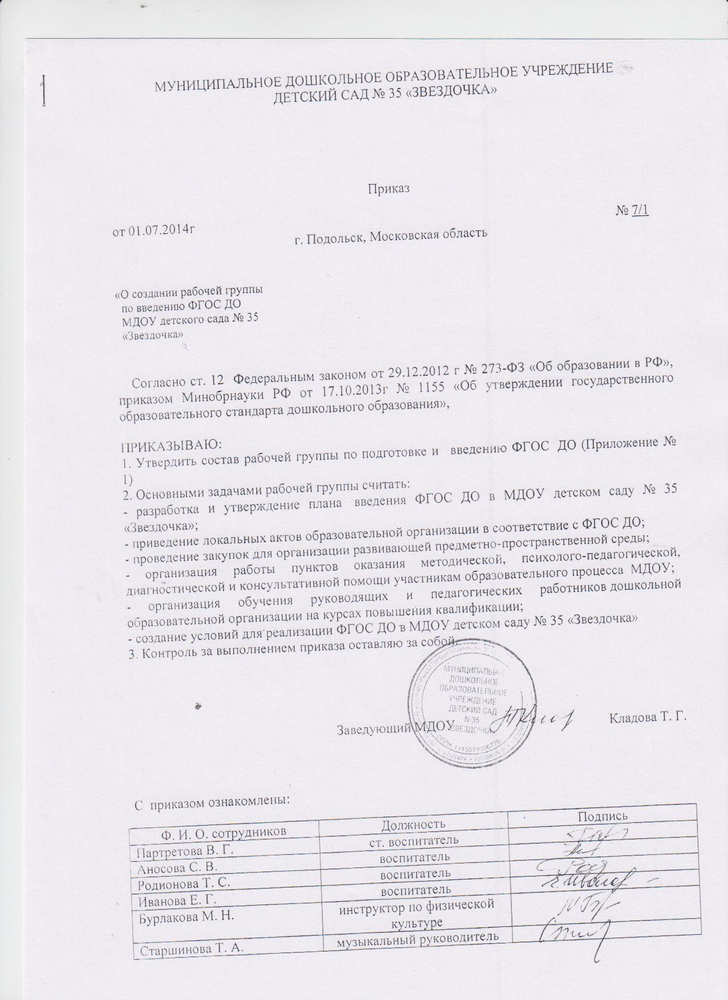 МУНИЦИПАЛЬНОЕ ДОШКОЛЬНОЕ ОБРАЗОВАТЕЛЬНОЕ УЧРЕЖДЕНИЕ
ДЕТСКИЙ САД № 35 «ЗВЕЗДОЧКА»
Приказ
№ 7/1
от 01.07.2014г
г. Подольск, Московская область
«О создании рабочей группы
по введению ФГОС ДО
МДОУ детского сада № 35
«Звездочка»
Согласно ст. 12 Федеральным законом от 29.12.2012 г № 273-ФЗ «Об образовании в РФ»,
приказом Минобрнауки РФ от 17.10.2013г № 1155 «Об утверждении государственного
образовательного стандарта дошкольного образования»,
ПРИКАЗЫВАЮ:
1. Утвердить состав рабочей группы по подготовке и введению ФГОС ДО (Приложение №
1)
2. Основными задачами рабочей группы считать:
- разработка и утверждение плана введения ФГОС ДО в МДОУ детском саду № 35
«Звездочка»;
- приведение локальных актов образовательной организации в соответствие с ФГОС ДО;
- проведение закупок для организации развивающей предметно-пространственной среды;
- организация работы пунктов оказания методической, психолого-педагогической,
диагностической и консультативной помощи участникам образовательного процесса МДОУ;
- организация обучения руководящих и педагогических работников дошкольной
образовательной организации на курсах повышения квалификации;
- создание условий для реализации ФГОС ДО в МДОУ детском саду № 35 «Звездочка»
3. Контроль за выполнением приказа оставляю за собой.
МУНИЦИПАЛЬНОЕ
ДОШКОЛЬНОЕ
ОБРАЗОВАТЕЛЬНОЕ
УЧРЕЖДЕНИЕ
ДЕТСКИЙ САД
№35
ЗВЕЗДОЧКА
ОГРН 1145074006770
Заведующий МДОУ Кладова Т. Г.
С приказом ознакомлены:
Ф. И. О. сотрудников Должность Подпись
Партретова В. Г. ст. воспитатель
Аносова С. В. воспитатель
Родионова Т. С. воспитатель
Иванова Е. Г. воспитатель
Бурлакова М. Н. инструктор по физической
культуре
Старшинова Т. А. музыкальный руководитель